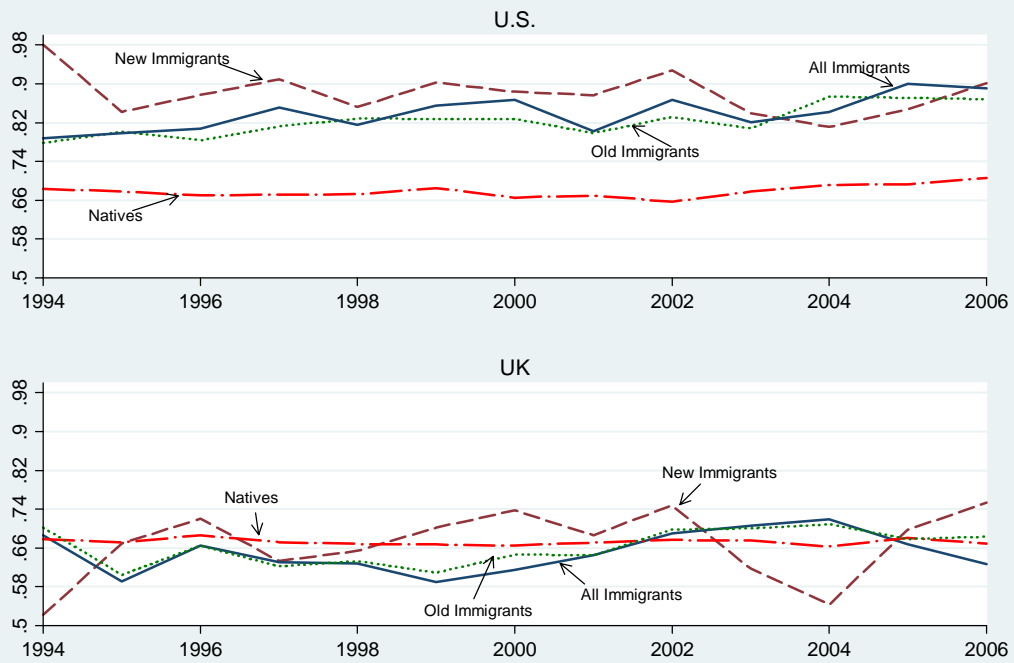 U.S.
.98
New Immigrants
All Immigrants
.9
.82
Old Immigrants
.74
.66
Natives
.58
.5
1994 1996 1998 2000 2002 2004 2006
UK
.98
.9
.82
New Immigrants
.74
Natives
.66
.58
All Immigrants
Old Immigrants
.5
1994 1996 1998 2000 2002 2004 2006